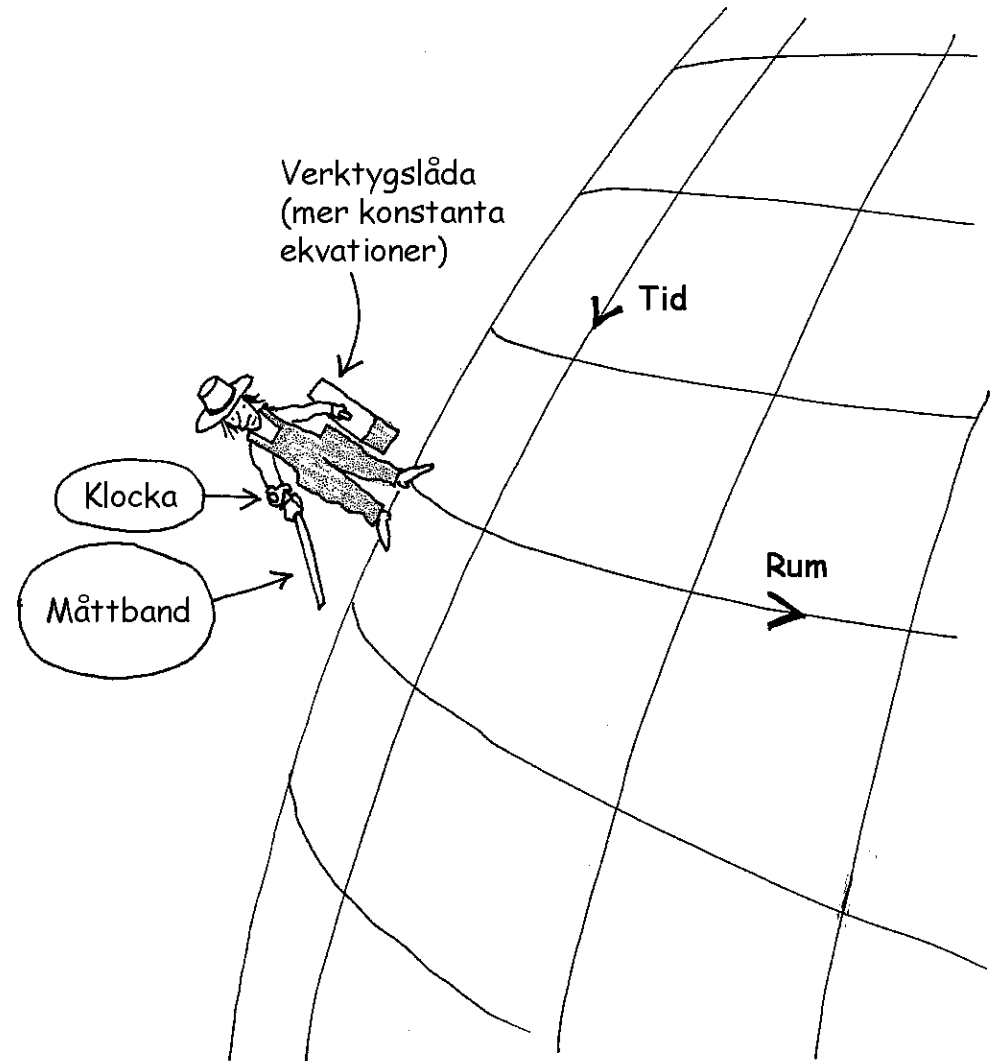 Verktygslåda
(mer konstanta
ekvationer)
Tid
Klocka
Rum
Måttband